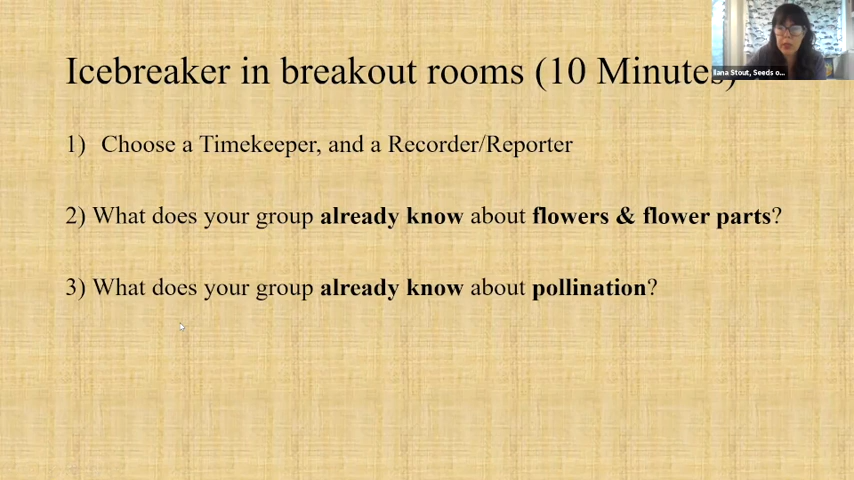 Icebreaker in breakout rooms (10 Minutes)
Ilana Stout, Seeds o...
1) Choose a Timekeeper, and a Recorder/Reporter
2) What does your group already know about flowers & flower parts?
3) What does your group already know about pollination?